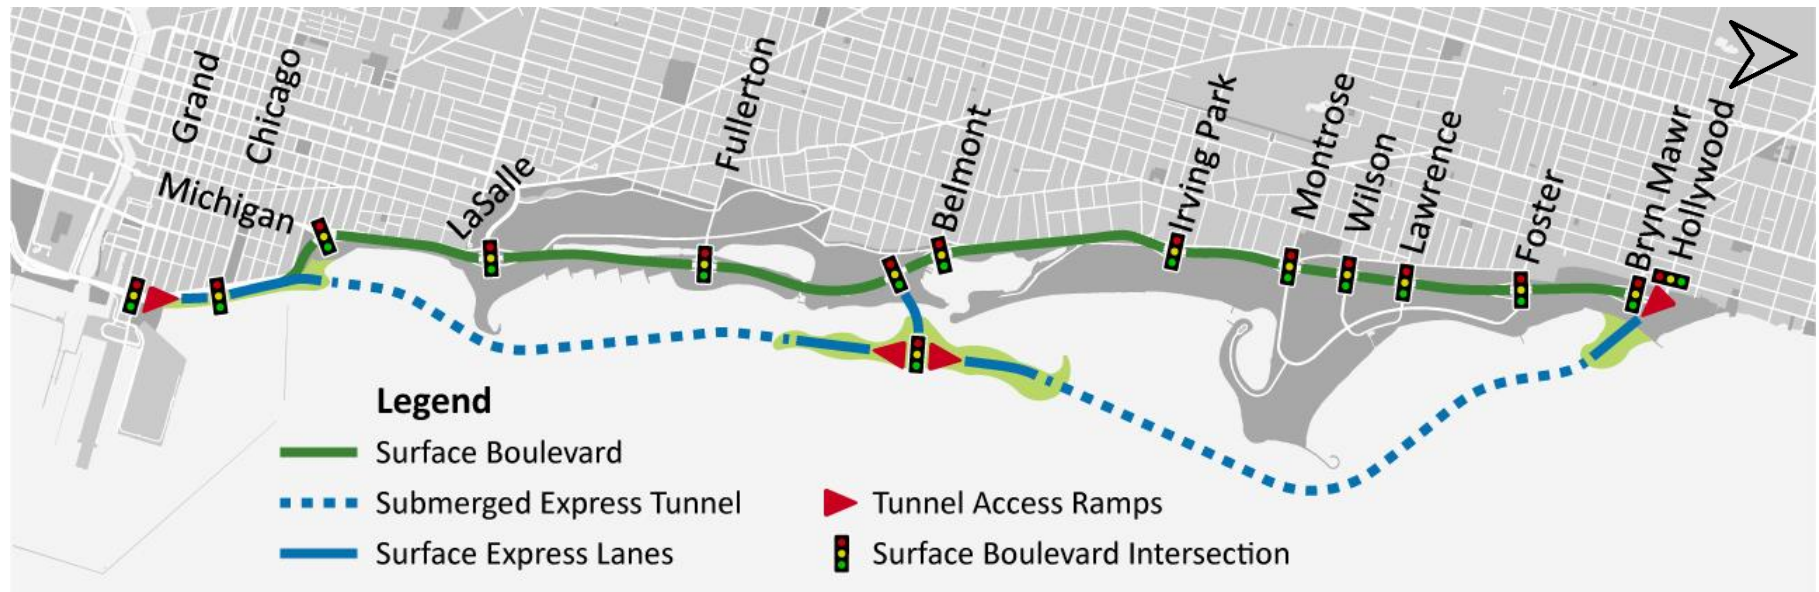 Grand
Chicago
Michigan
LaSalle
Fullerton
Belmont
Irving Park
Montrose
Wilson
Lawrence
Foster
Bryn Mawr
Hollywood
Legend
Surface Boulevard
Submerged Express Tunnel
Surface Express Lanes
Tunnel Access Ramps
Surface Boulevard Intersection